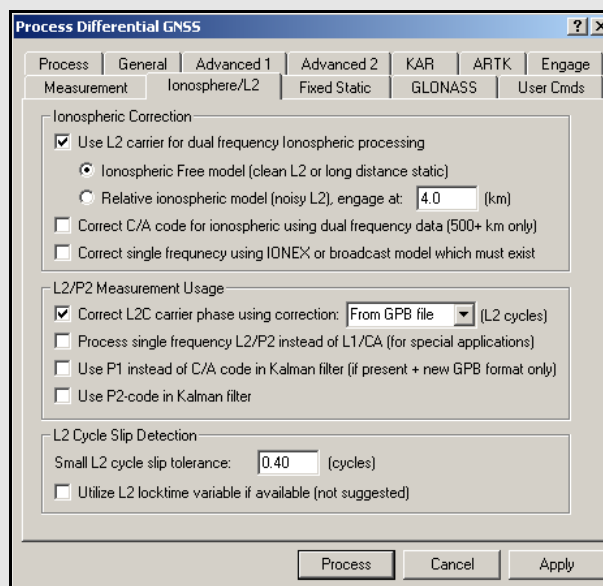 Process Differential GNSS
Process General Advanced 1 Advanced 2 KAR ARTK Engage
Measurement Ionosphere/L2 Fixed Static GLONASS User Cmds
Ionospheric Correction
Use L2 carrier for dual frequency Ionospheric processing
Ionospheric Free model (clean L2 or long distance static)
Relative ionospheric model (noisy L2), engage at: 4.0 (km)
Correct C/A code for ionospheric using dual frequency data (500+ km only)
Correct single frequnecy using IONEX or broadcast model which must exist
L2/P2 Measurement Usage
Correct L2C carrier phase using correction: From GPB file (L2 cycles)
Process single frequency L2/P2 instead of L1/CA (for special applications)
Use P1 instead of C/A code in Kalman filter (if present + new GPB format only)
Use P2-code in Kalman filter
L2 Cycle Slip Detection
Small L2 cycle slip tolerance: 0.40 (cycles)
Utilize L2 locktime variable if available (not suggested)
Process Cancel Apply